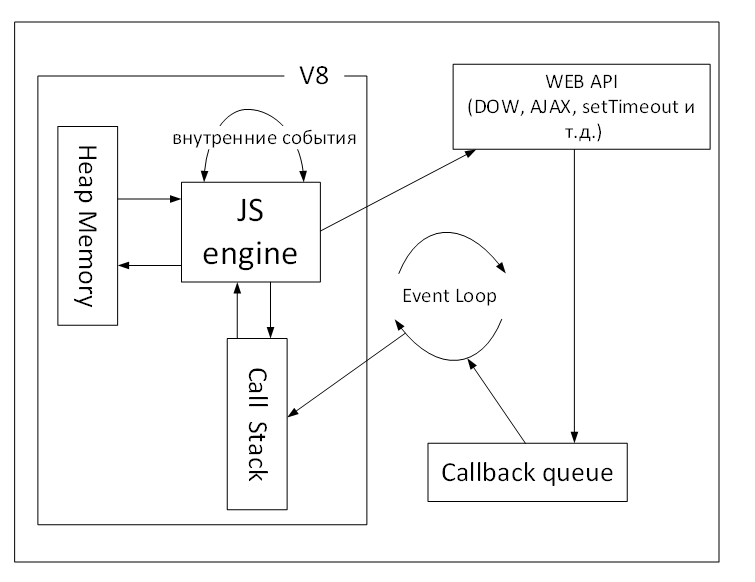 V8
WEB API
(DOW, AJAX, setTimeout и
т.д.)
внутренние события
Heap Memory
JS
engine
Event Loop
Call Stack
Callback queue